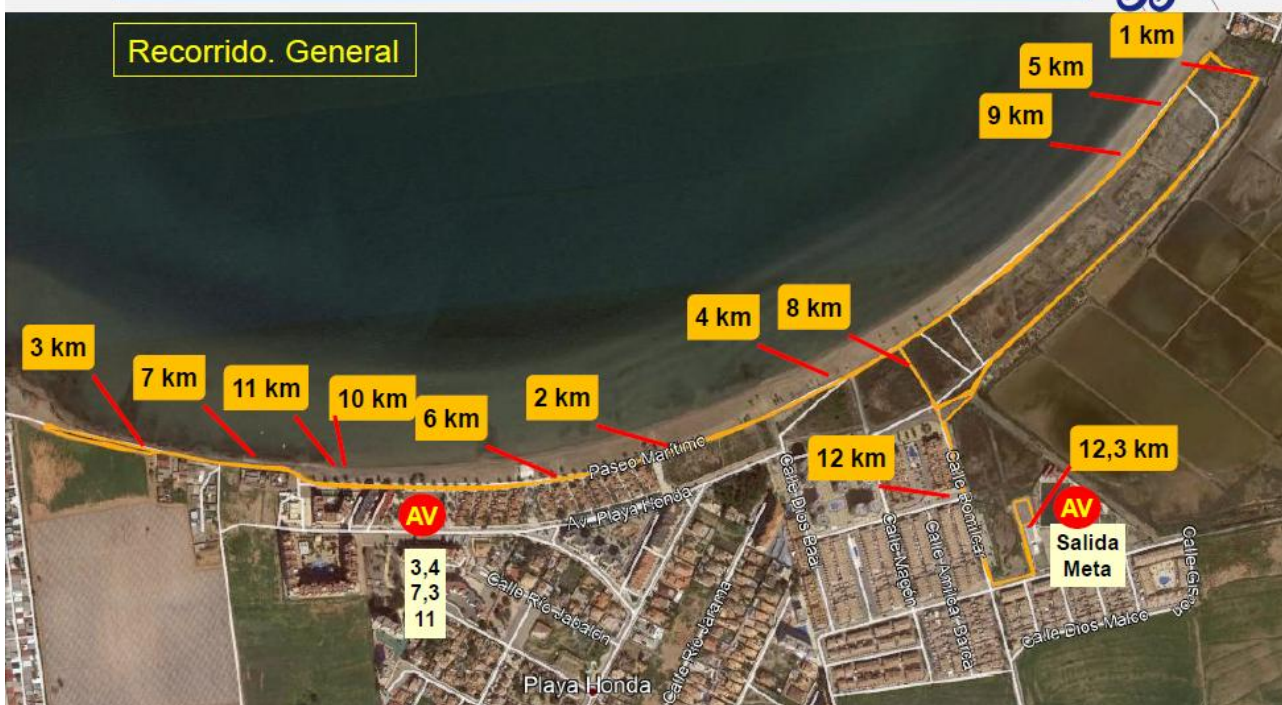 Recorrido. General
1 km
5 km
9 km
4 km
8 km
3 km
7 km
11 km
10 km
6 km
2 km
Paseo Marítimo
Av. Playa Honda
12 km
12,3 km
AV
Salida
Meta
AV
3,4
7,3
11
Calle Dios Baal
Calle Magón
Calle Amilcar Barca
Calle Bomilcar
Calle Giscon
Calle Dios Malco
Calle Río Jabalón
Calle Río Jarama
Playa Honda